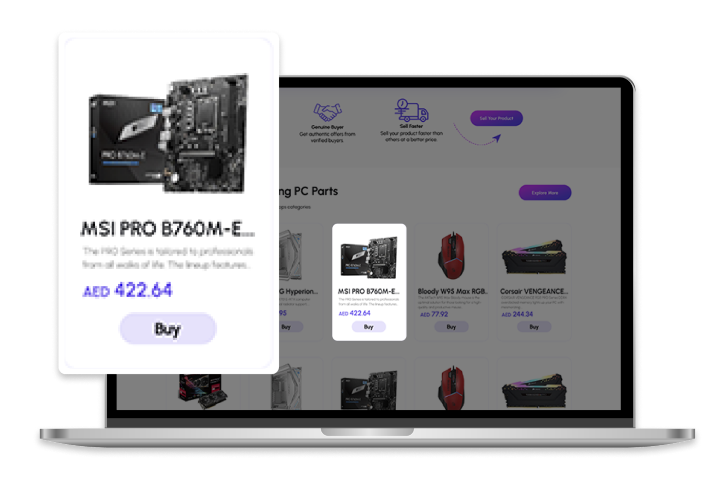 PRO B760M-E
MSI PRO B760M-E...
The PRO Series is tailored to professionals
from all walks of life. The lineup features...
AED 422.64
Buy
Genuine Buyer
Get authentic offers from
verified buyers
Sell Faster
Sell your product faster than
others at a better price
Sell Your Product
ng PC Parts
Explore More
ps categories
G Hyperion...
95
Buy
MSI PRO B760M-E...
The PRO Series is tailored to professionals
from all walks of life. The lineup features...
AED 422.64
Buy
Bloody W95 Max RGB...
AED 77.92
Buy
Corsair VENGEANCE...
AED 244.34
Buy